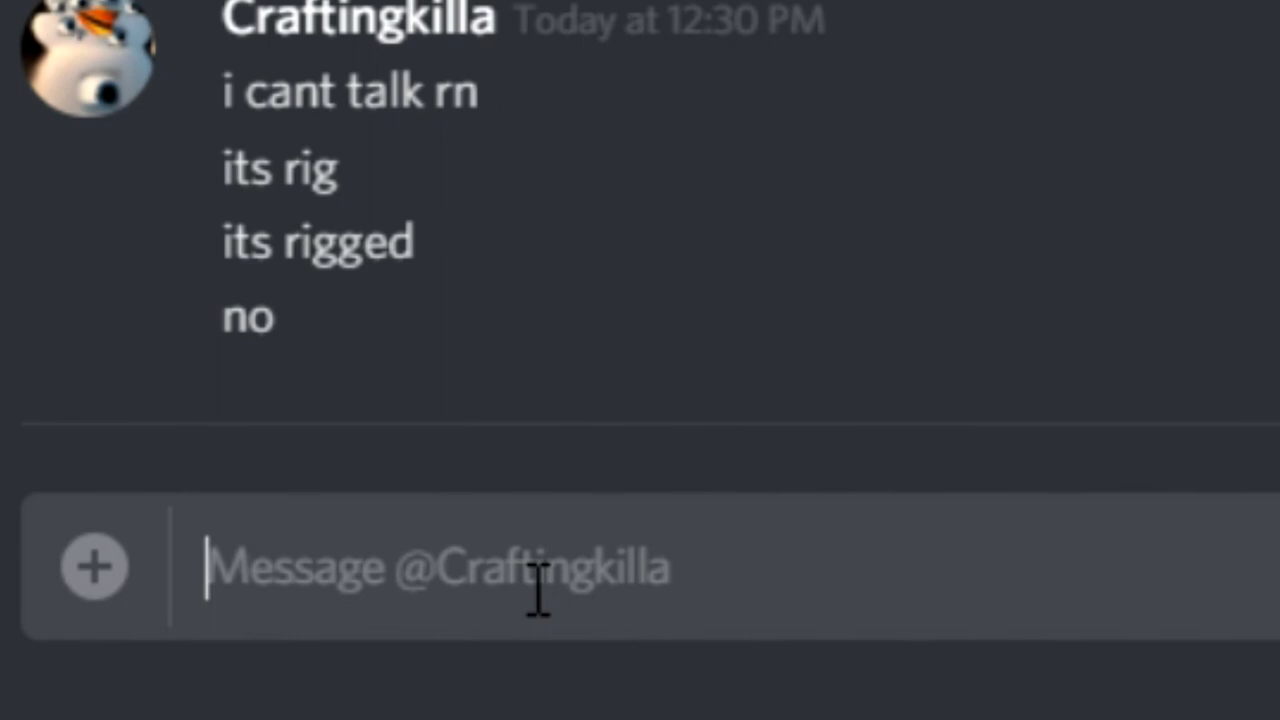 Craftingkilla Today at 12:30 PM
i cant talk rn
its rig
its rigged
no
Message @Craftingkilla